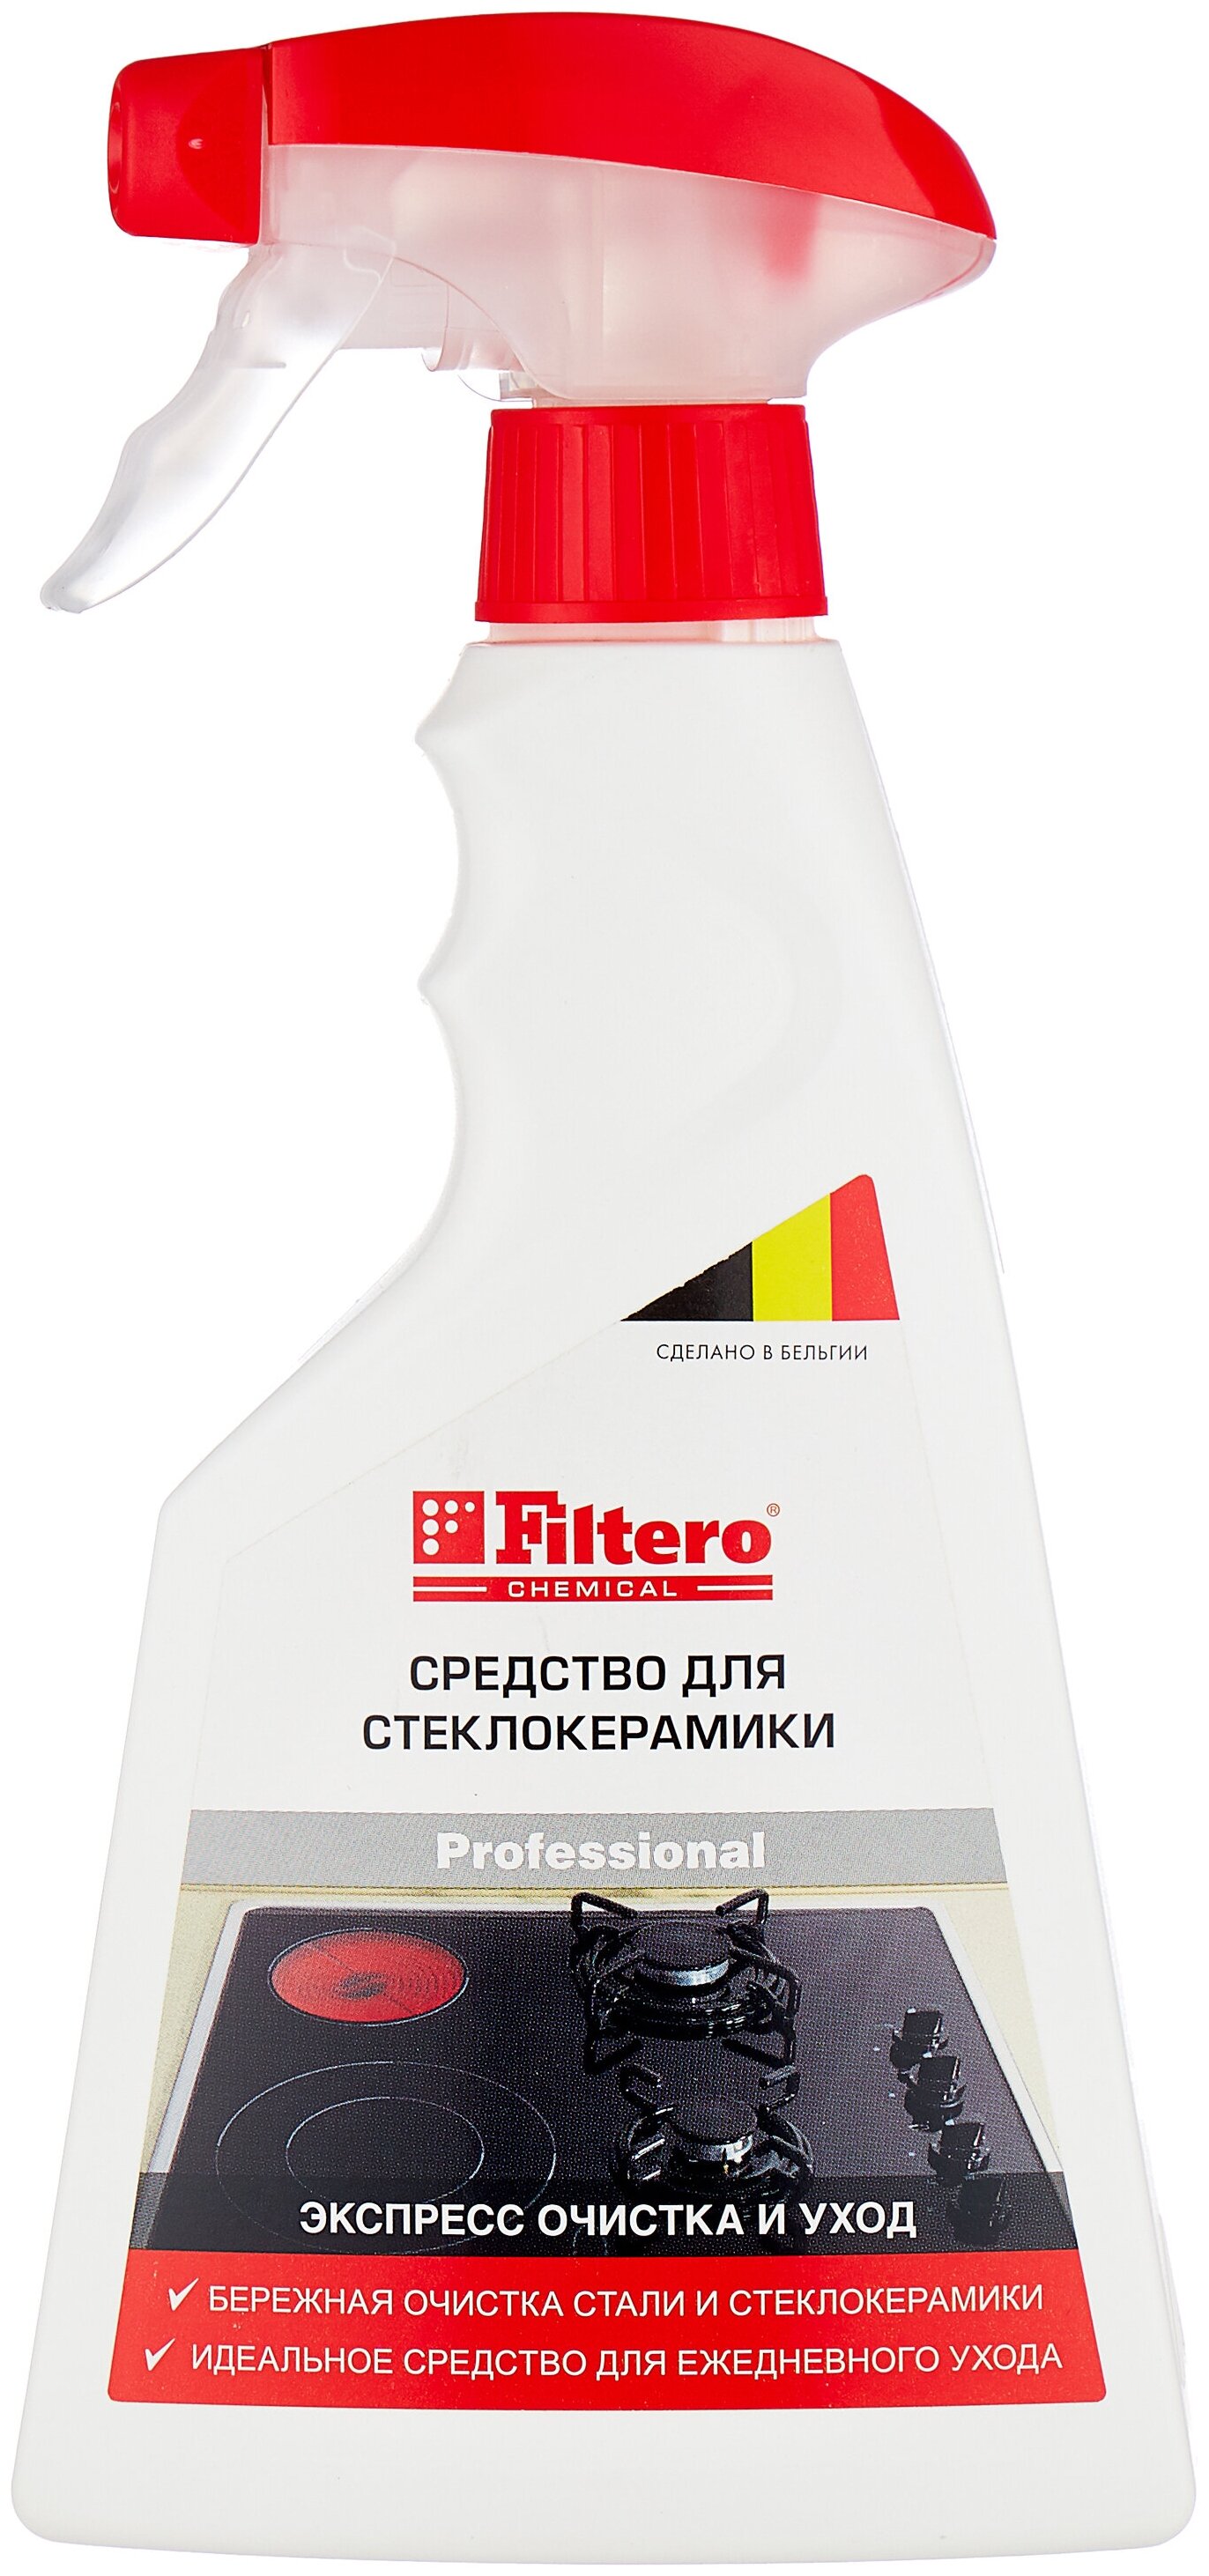 СДЕЛАНО В БЕЛЬГИИ
Filtero®
CHEMICAL
СРЕДСТВО ДЛЯ
СТЕКЛОКЕРАМИКИ
Professional
ЭКСПРЕСС ОЧИСТКА И УХОД
БЕРЕЖНАЯ ОЧИСТКА СТАЛИ И СТЕКЛОКЕРАМИКИ
ИДЕАЛЬНОЕ СРЕДСТВО ДЛЯ ЕЖЕДНЕВНОГО УХОДА